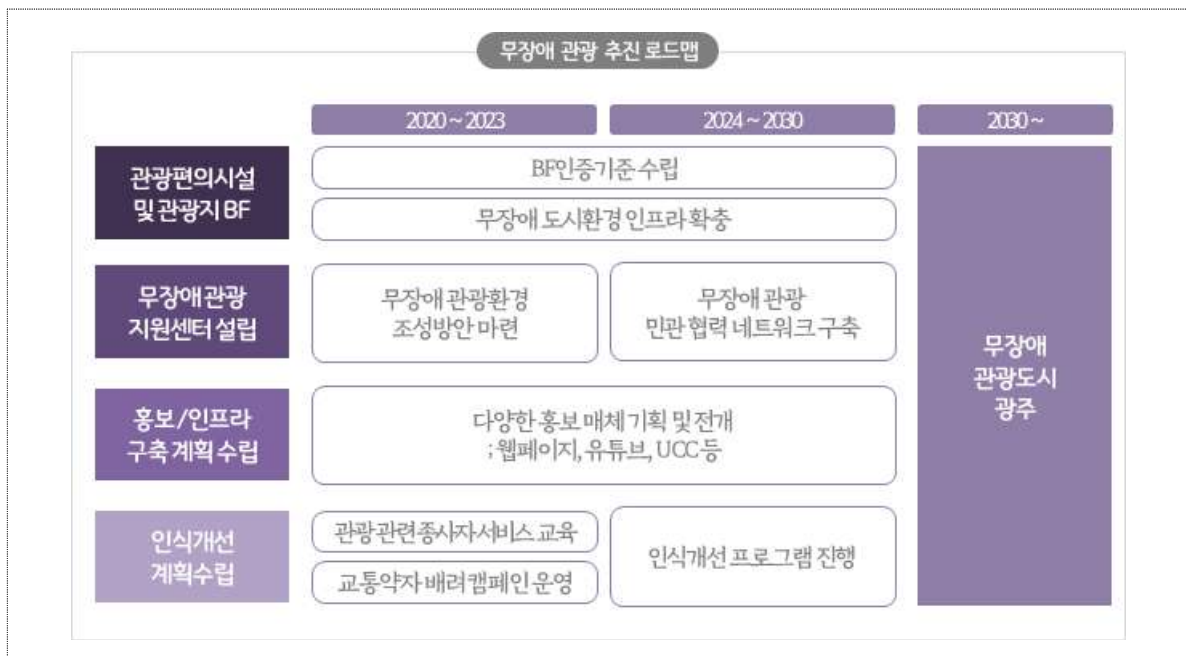 무장애 관광 추진 로드맵
2020 ~ 2023
2024 ~ 2030
2030 ~
관광편의시설
및 관광지 BF
BF인증기준 수립
무장애 도시환경 인프라 확충
무장애 관광
지원센터 설립
무장애 관광환경
조성방안 마련
무장애 관광
민관 협력 네트워크 구축
홍보/인프라
구축 계획 수립
다양한 홍보 매체 기획 및 전개
; 웹페이지, 유튜브, UCC 등
인식개선
계획수립
관광 관련 종사자 서비스 교육
교통약자 배려 캠페인 운영
인식개선 프로그램 진행
무장애
관광도시
광주